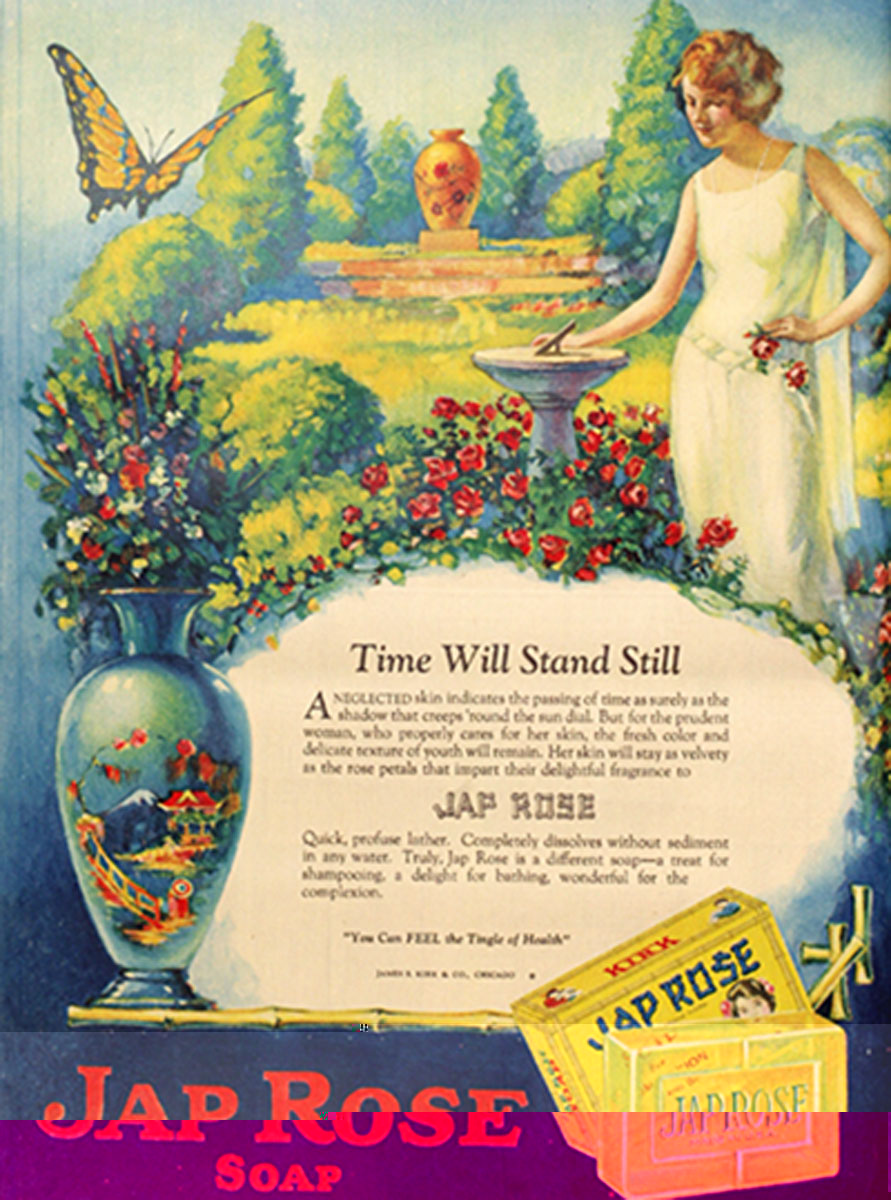 Time Will Stand Still
A NEGLECTED skin indicates the passing of time as surely as the
shadow that creeps 'round the sun dial. But for the prudent
woman, who properly cares for her skin, the fresh color and
delicate texture of youth will remain. Her skin will stay as velvety
as the rose petals that impart their delightful fragrance to
JAP ROSE
Quick, profuse lather. Completely dissolves without sediment
in any water. Truly, Jap Rose is a different soap—a treat for
shampooing, a delight for bathing, wonderful for the
complexion.
"You Can FEEL the Tingle of Health"
JAMES S. KIRK & CO., CHICAGO
KIRK
JAP ROSE
JAP ROSE
JAP ROSE
SOAP